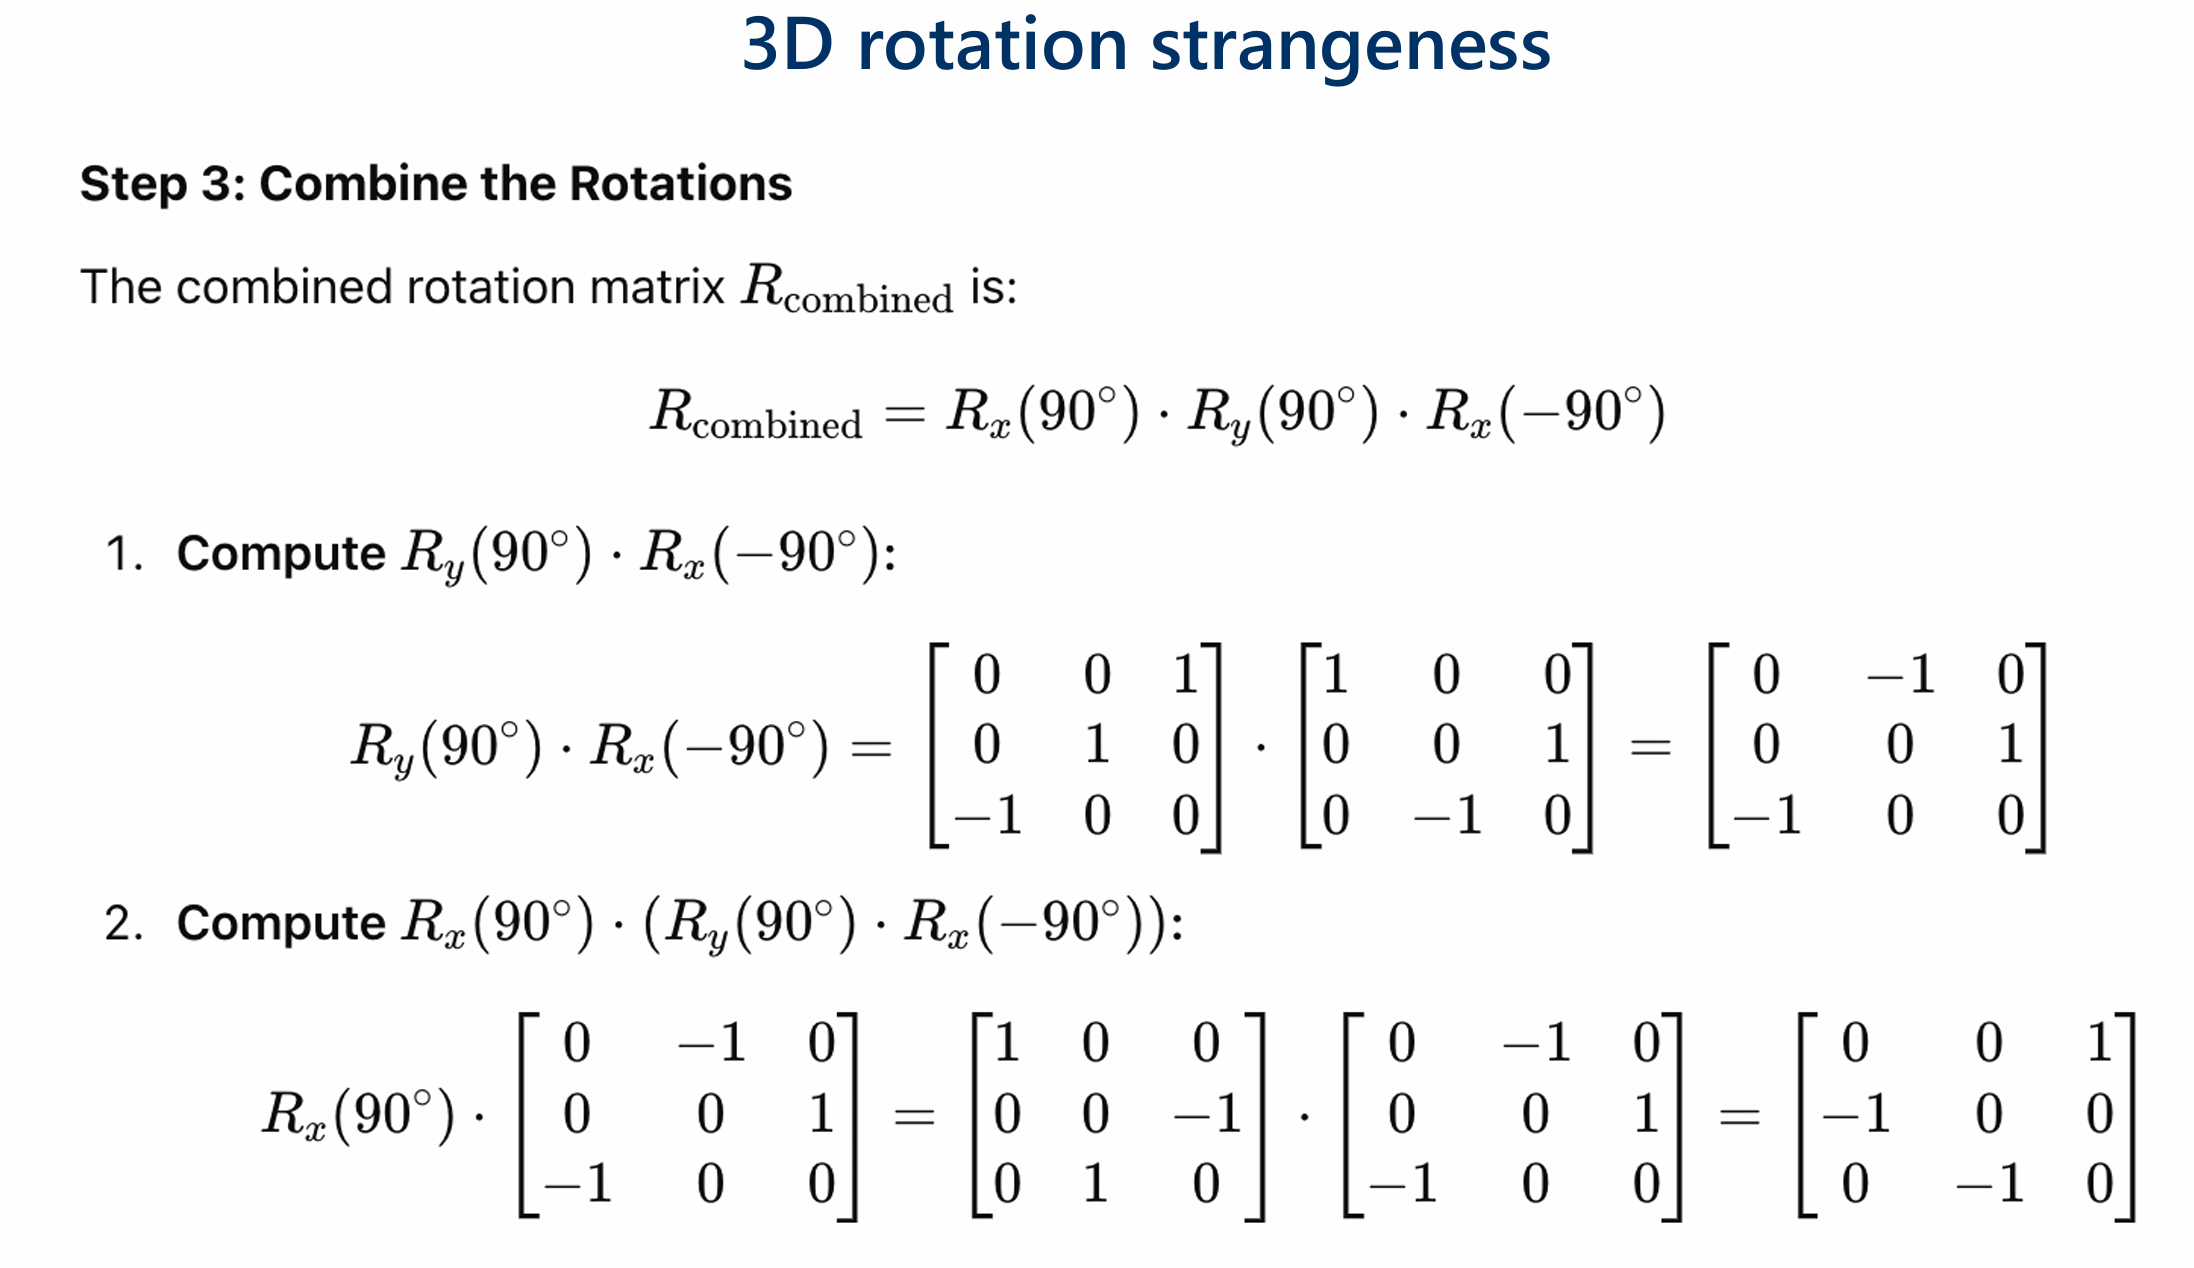 3D rotation strangeness
Step 3: Combine the Rotations
The combined rotation matrix $R_{\text{combined}}$ is:
$R_{\text{combined}} = R_x(90^\circ) \cdot R_y(90^\circ) \cdot R_x(-90^\circ)$
1. Compute $R_y(90^\circ) \cdot R_x(-90^\circ)$:
$R_y(90^\circ) \cdot R_x(-90^\circ) = \begin{bmatrix} 0 & 0 & 1 \\ 0 & 1 & 0 \\ -1 & 0 & 0 \end{bmatrix} \cdot \begin{bmatrix} 1 & 0 & 0 \\ 0 & 0 & 1 \\ 0 & -1 & 0 \end{bmatrix} = \begin{bmatrix} 0 & -1 & 0 \\ 0 & 0 & 1 \\ -1 & 0 & 0 \end{bmatrix}$
2. Compute $R_x(90^\circ) \cdot (R_y(90^\circ) \cdot R_x(-90^\circ))$:
$R_x(90^\circ) \cdot \begin{bmatrix} 0 & -1 & 0 \\ 0 & 0 & 1 \\ -1 & 0 & 0 \end{bmatrix} = \begin{bmatrix} 1 & 0 & 0 \\ 0 & 0 & -1 \\ 0 & 1 & 0 \end{bmatrix} \cdot \begin{bmatrix} 0 & -1 & 0 \\ 0 & 0 & 1 \\ -1 & 0 & 0 \end{bmatrix} = \begin{bmatrix} 0 & 0 & 1 \\ -1 & 0 & 0 \\ 0 & -1 & 0 \end{bmatrix}$